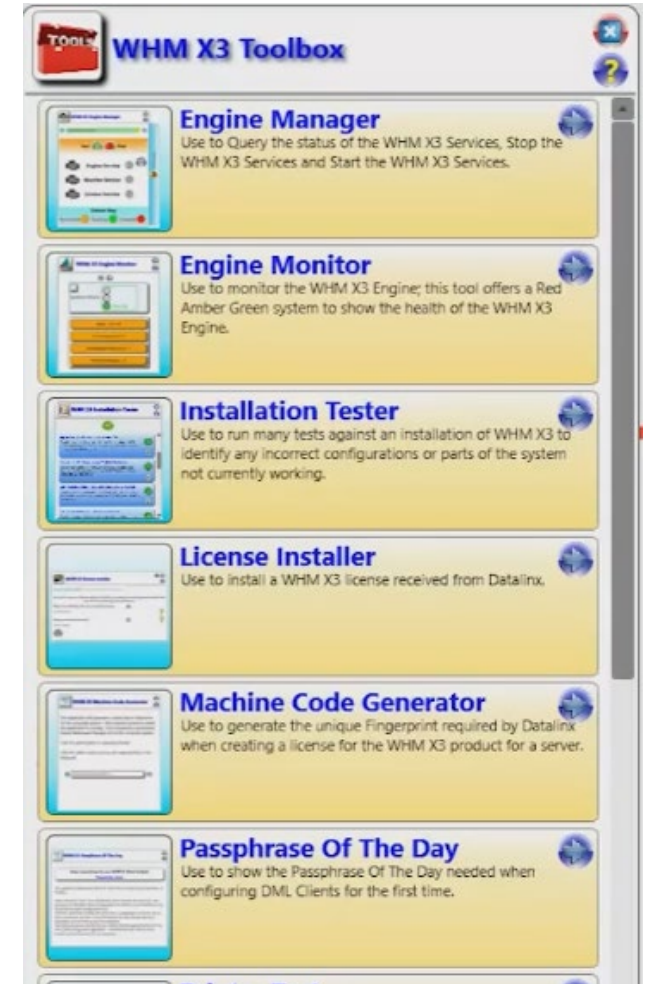 TOOLS
WHM X3 Toolbox
?
Engine Manager
Use to Query the status of the WHM X3 Services, Stop the
WHM X3 Services and Start the WHM X3 Services.
Engine Monitor
Use to monitor the WHM X3 Engine; this tool offers a Red
Amber Green system to show the health of the WHM X3
Engine.
Installation Tester
Use to run many tests against an installation of WHM X3 to
identify any incorrect configurations or parts of the system
not currently working.
License Installer
Use to install a WHM X3 license received from Datalinx.
Machine Code Generator
Use to generate the unique Fingerprint required by Datalinx
when creating a license for the WHM X3 product for a server.
Passphrase Of The Day
Use to show the Passphrase Of The Day needed when
configuring DML Clients for the first time.